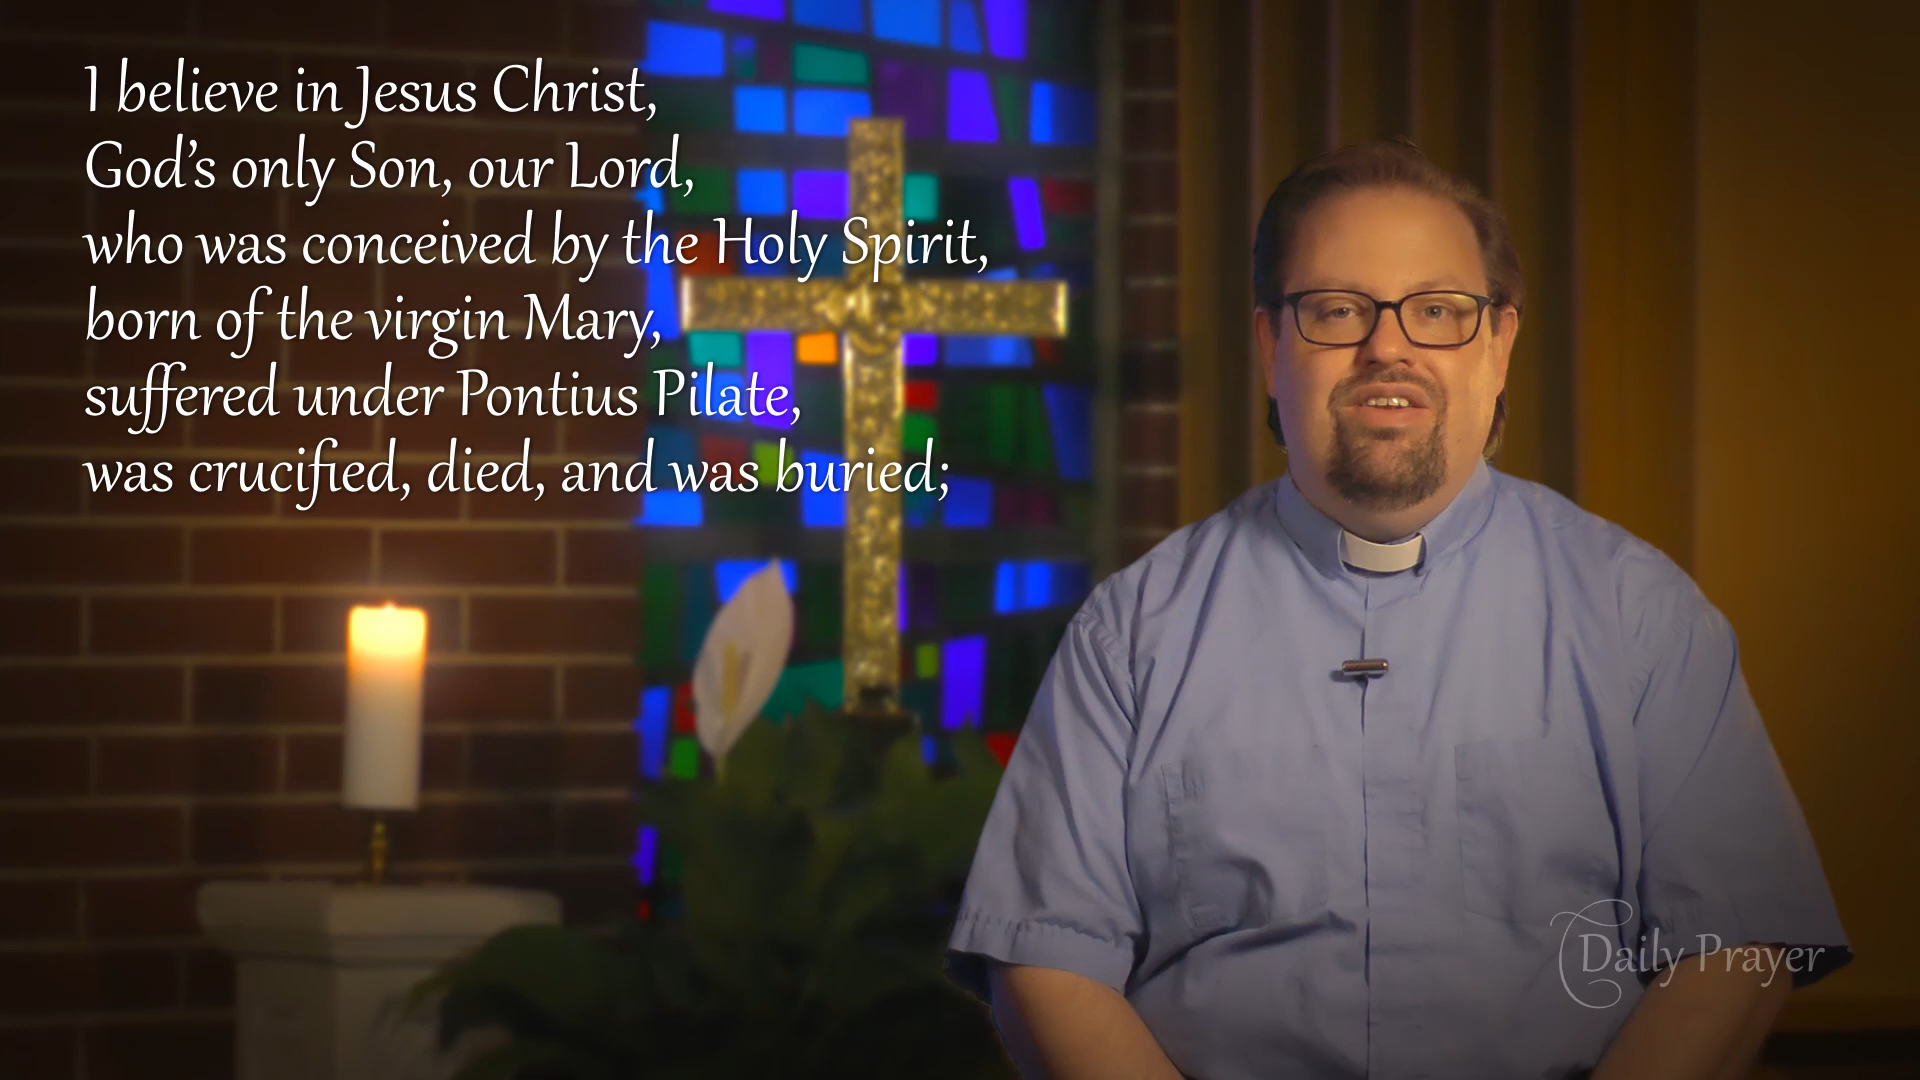 I believe in Jesus Christ,
God’s only Son, our Lord,
who was conceived by the Holy Spirit,
born of the virgin Mary,
suffered under Pontius Pilate,
was crucified, died, and was buried;
Daily Prayer